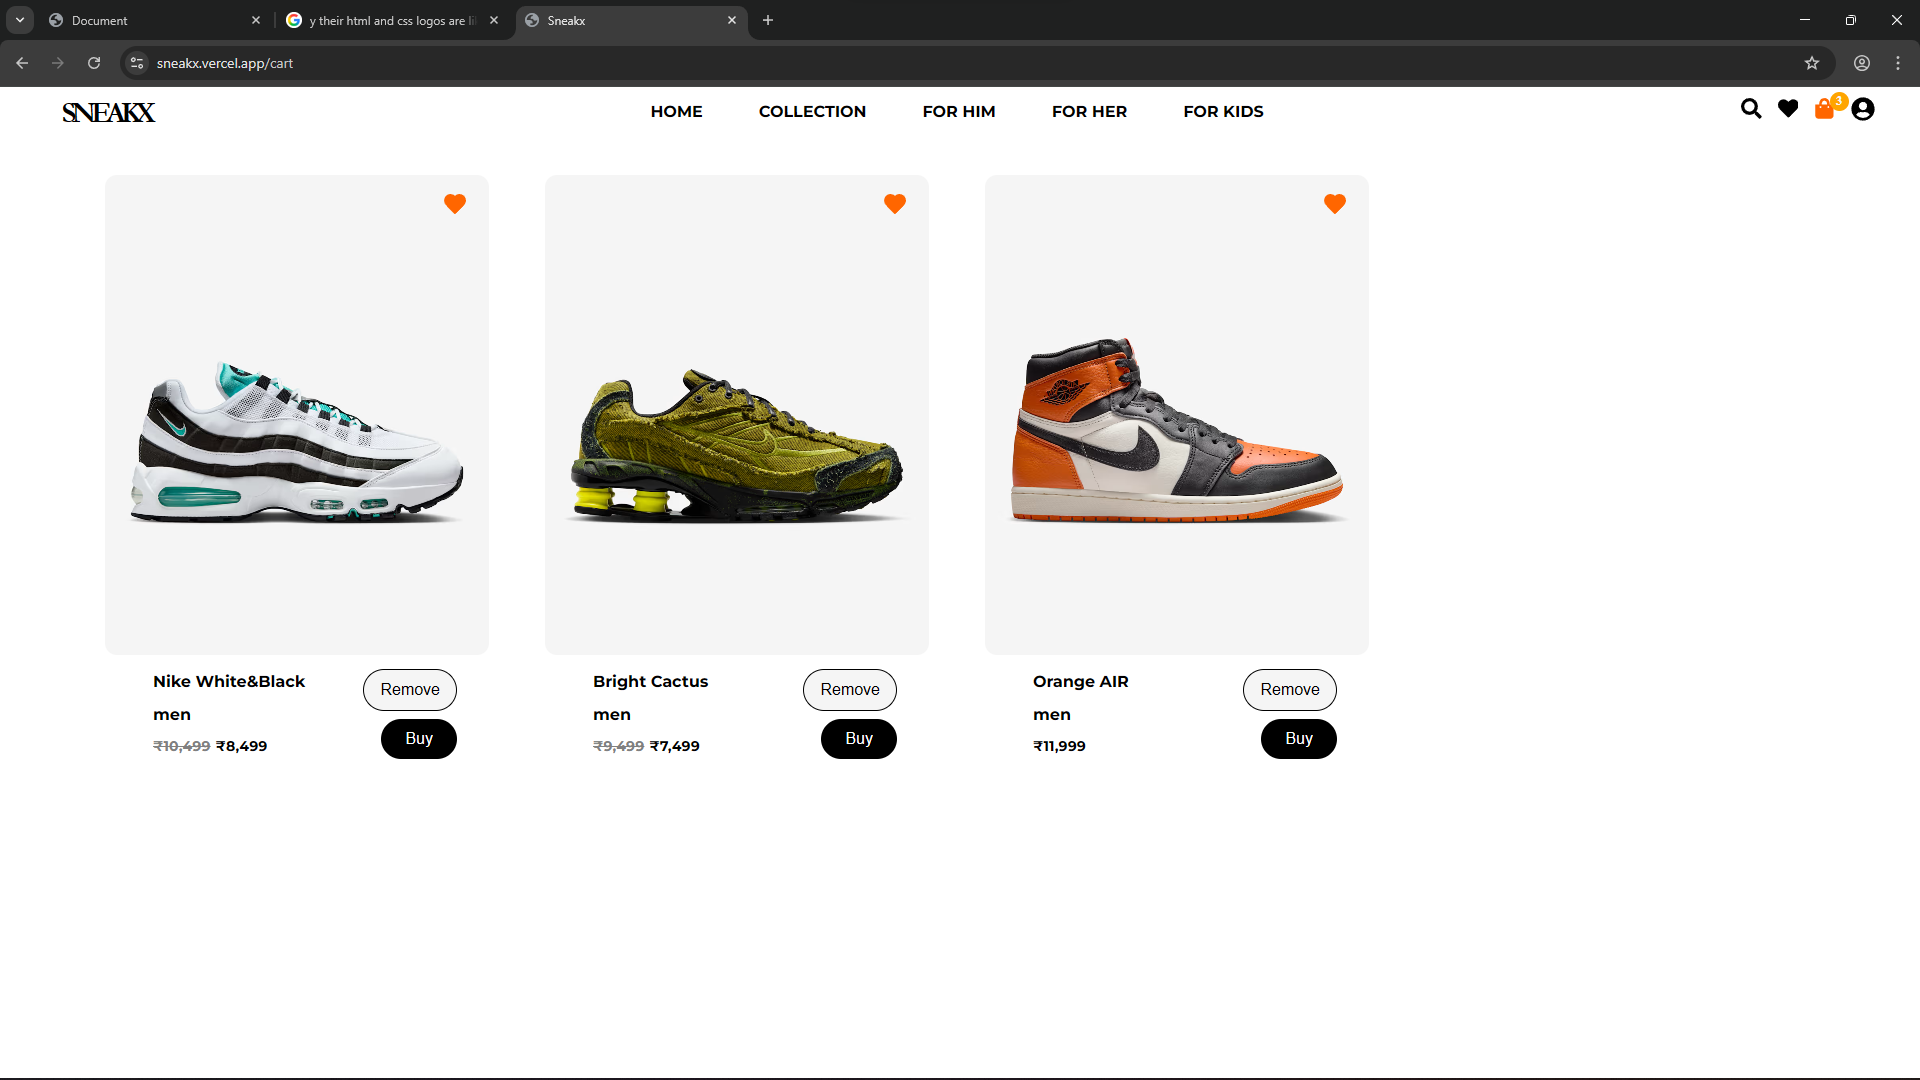 Document
y their html and css logos are li
Sneakx
sneakx.vercel.app/cart
SNEAKX
HOME COLLECTION FOR HIM FOR HER FOR KIDS
3
Nike White&Black
men
₹10,499 ₹8,499
Remove
Buy
Bright Cactus
men
₹9,499 ₹7,499
Remove
Buy
Orange AIR
men
₹11,999
Remove
Buy